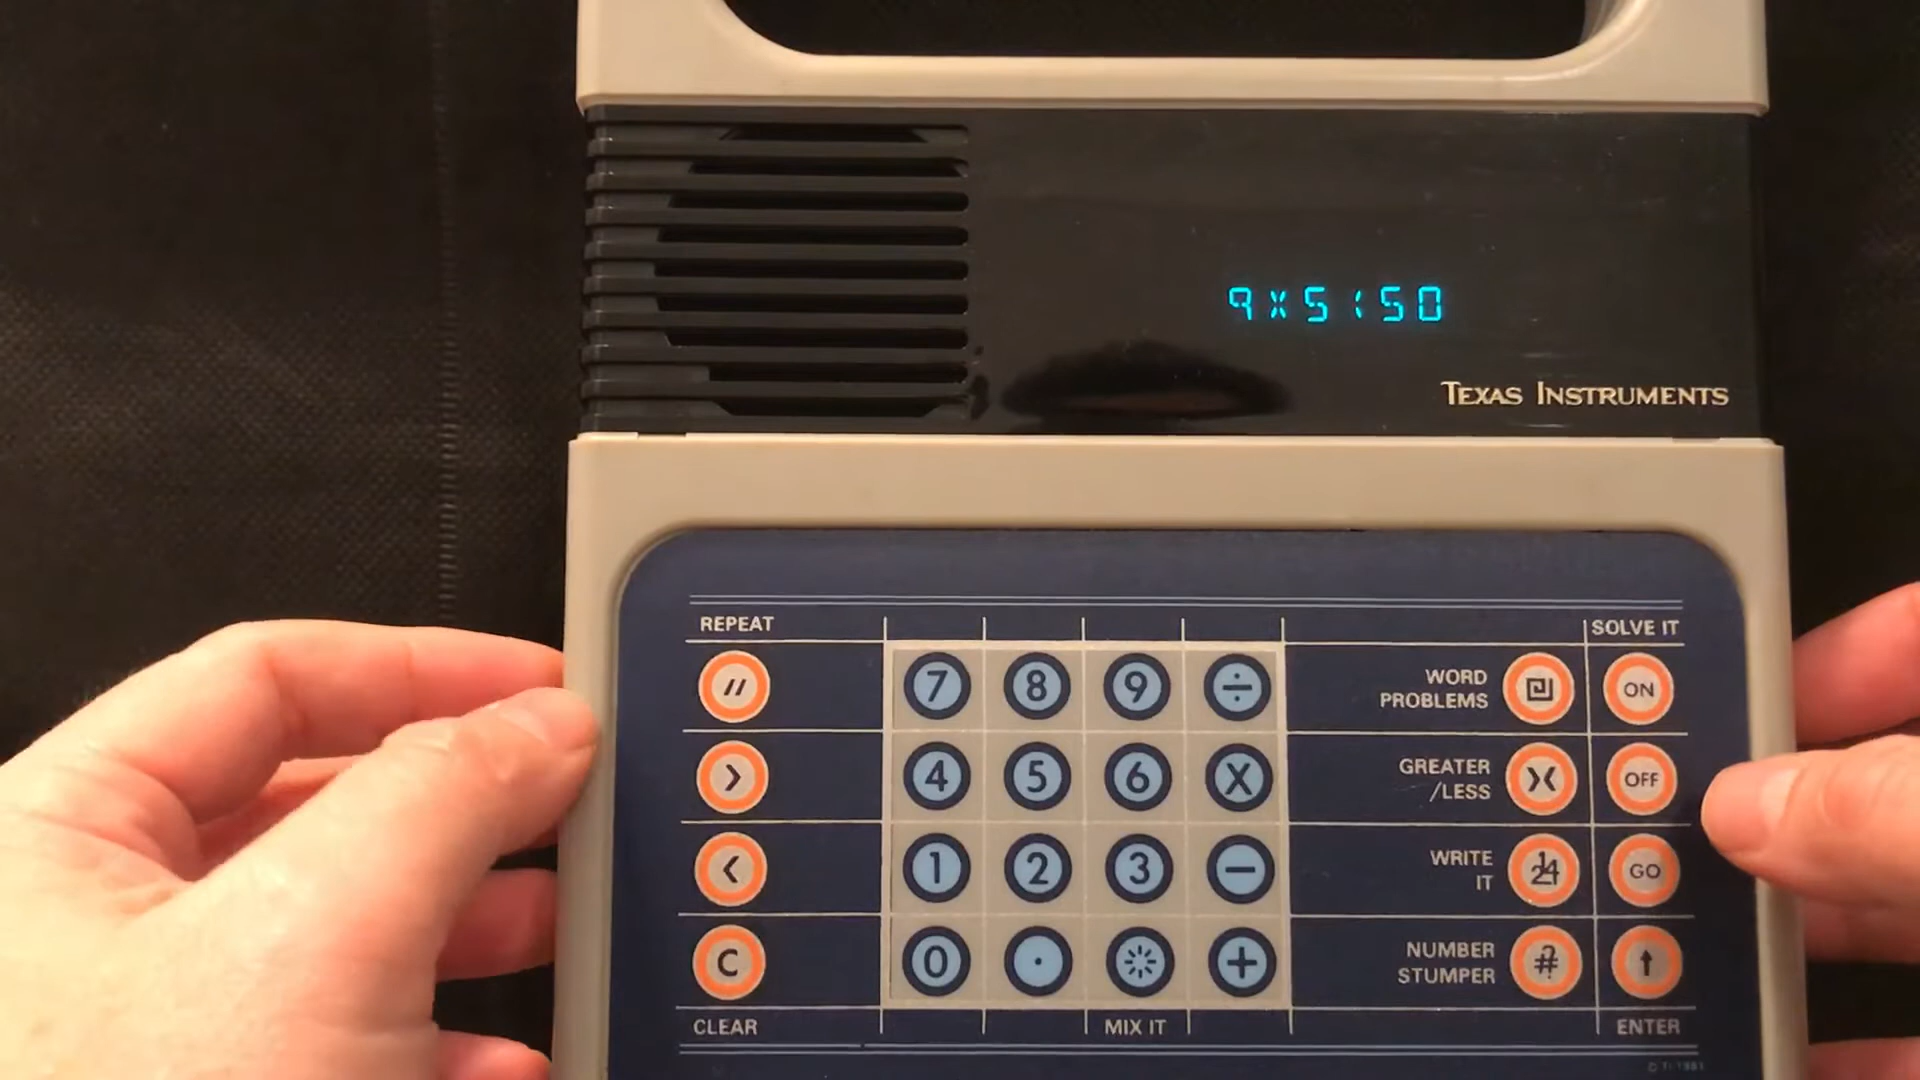 9x5<50
TEXAS INSTRUMENTS
REPEAT
SOLVE IT
// 7 8 9 ÷ WORD PROBLEMS ON
> 4 5 6 X GREATER /LESS >< OFF
< 1 2 3 - WRITE IT 124 GO
C 0 . + NUMBER STUMPER #? ↑
CLEAR MIX IT ENTER